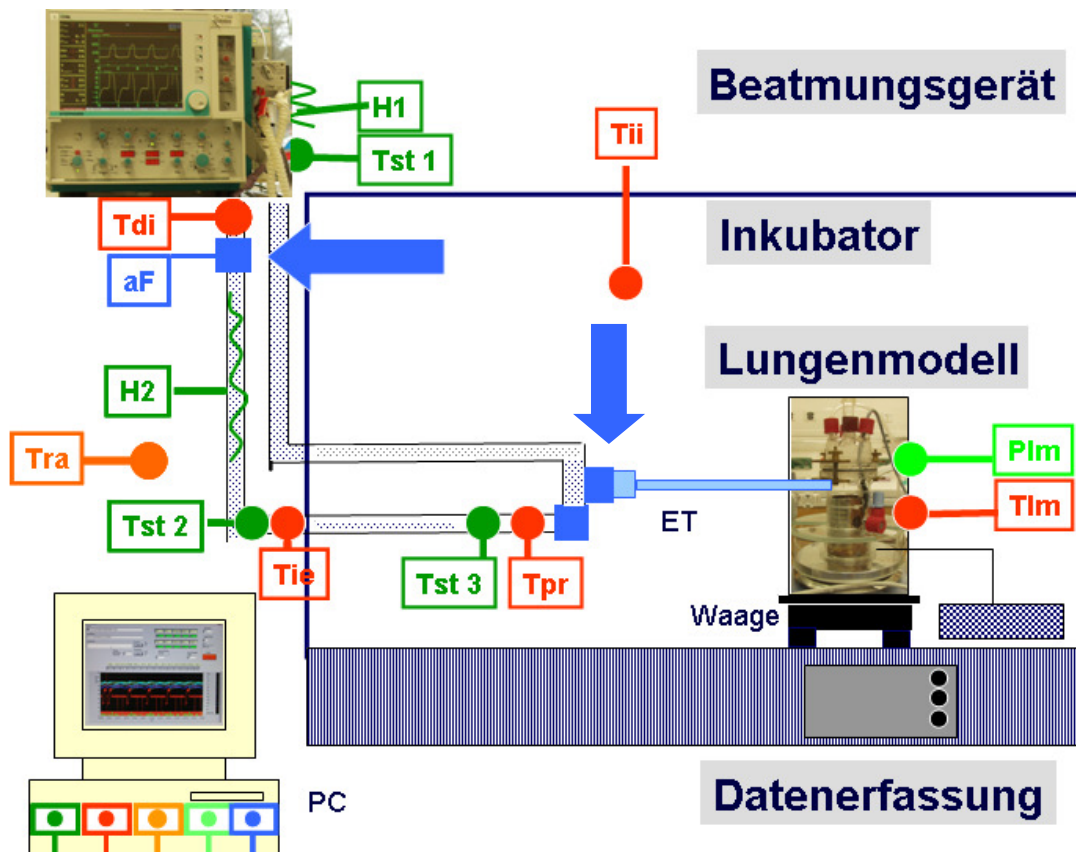 Beatmungsgerät
H1
Tst 1
Tii
Tdi
Inkubator
aF
Lungenmodell
H2
Tra
Plm
Tst 2
Tlm
ET
Tie
Tst 3
Tpr
Waage
PC
Datenerfassung